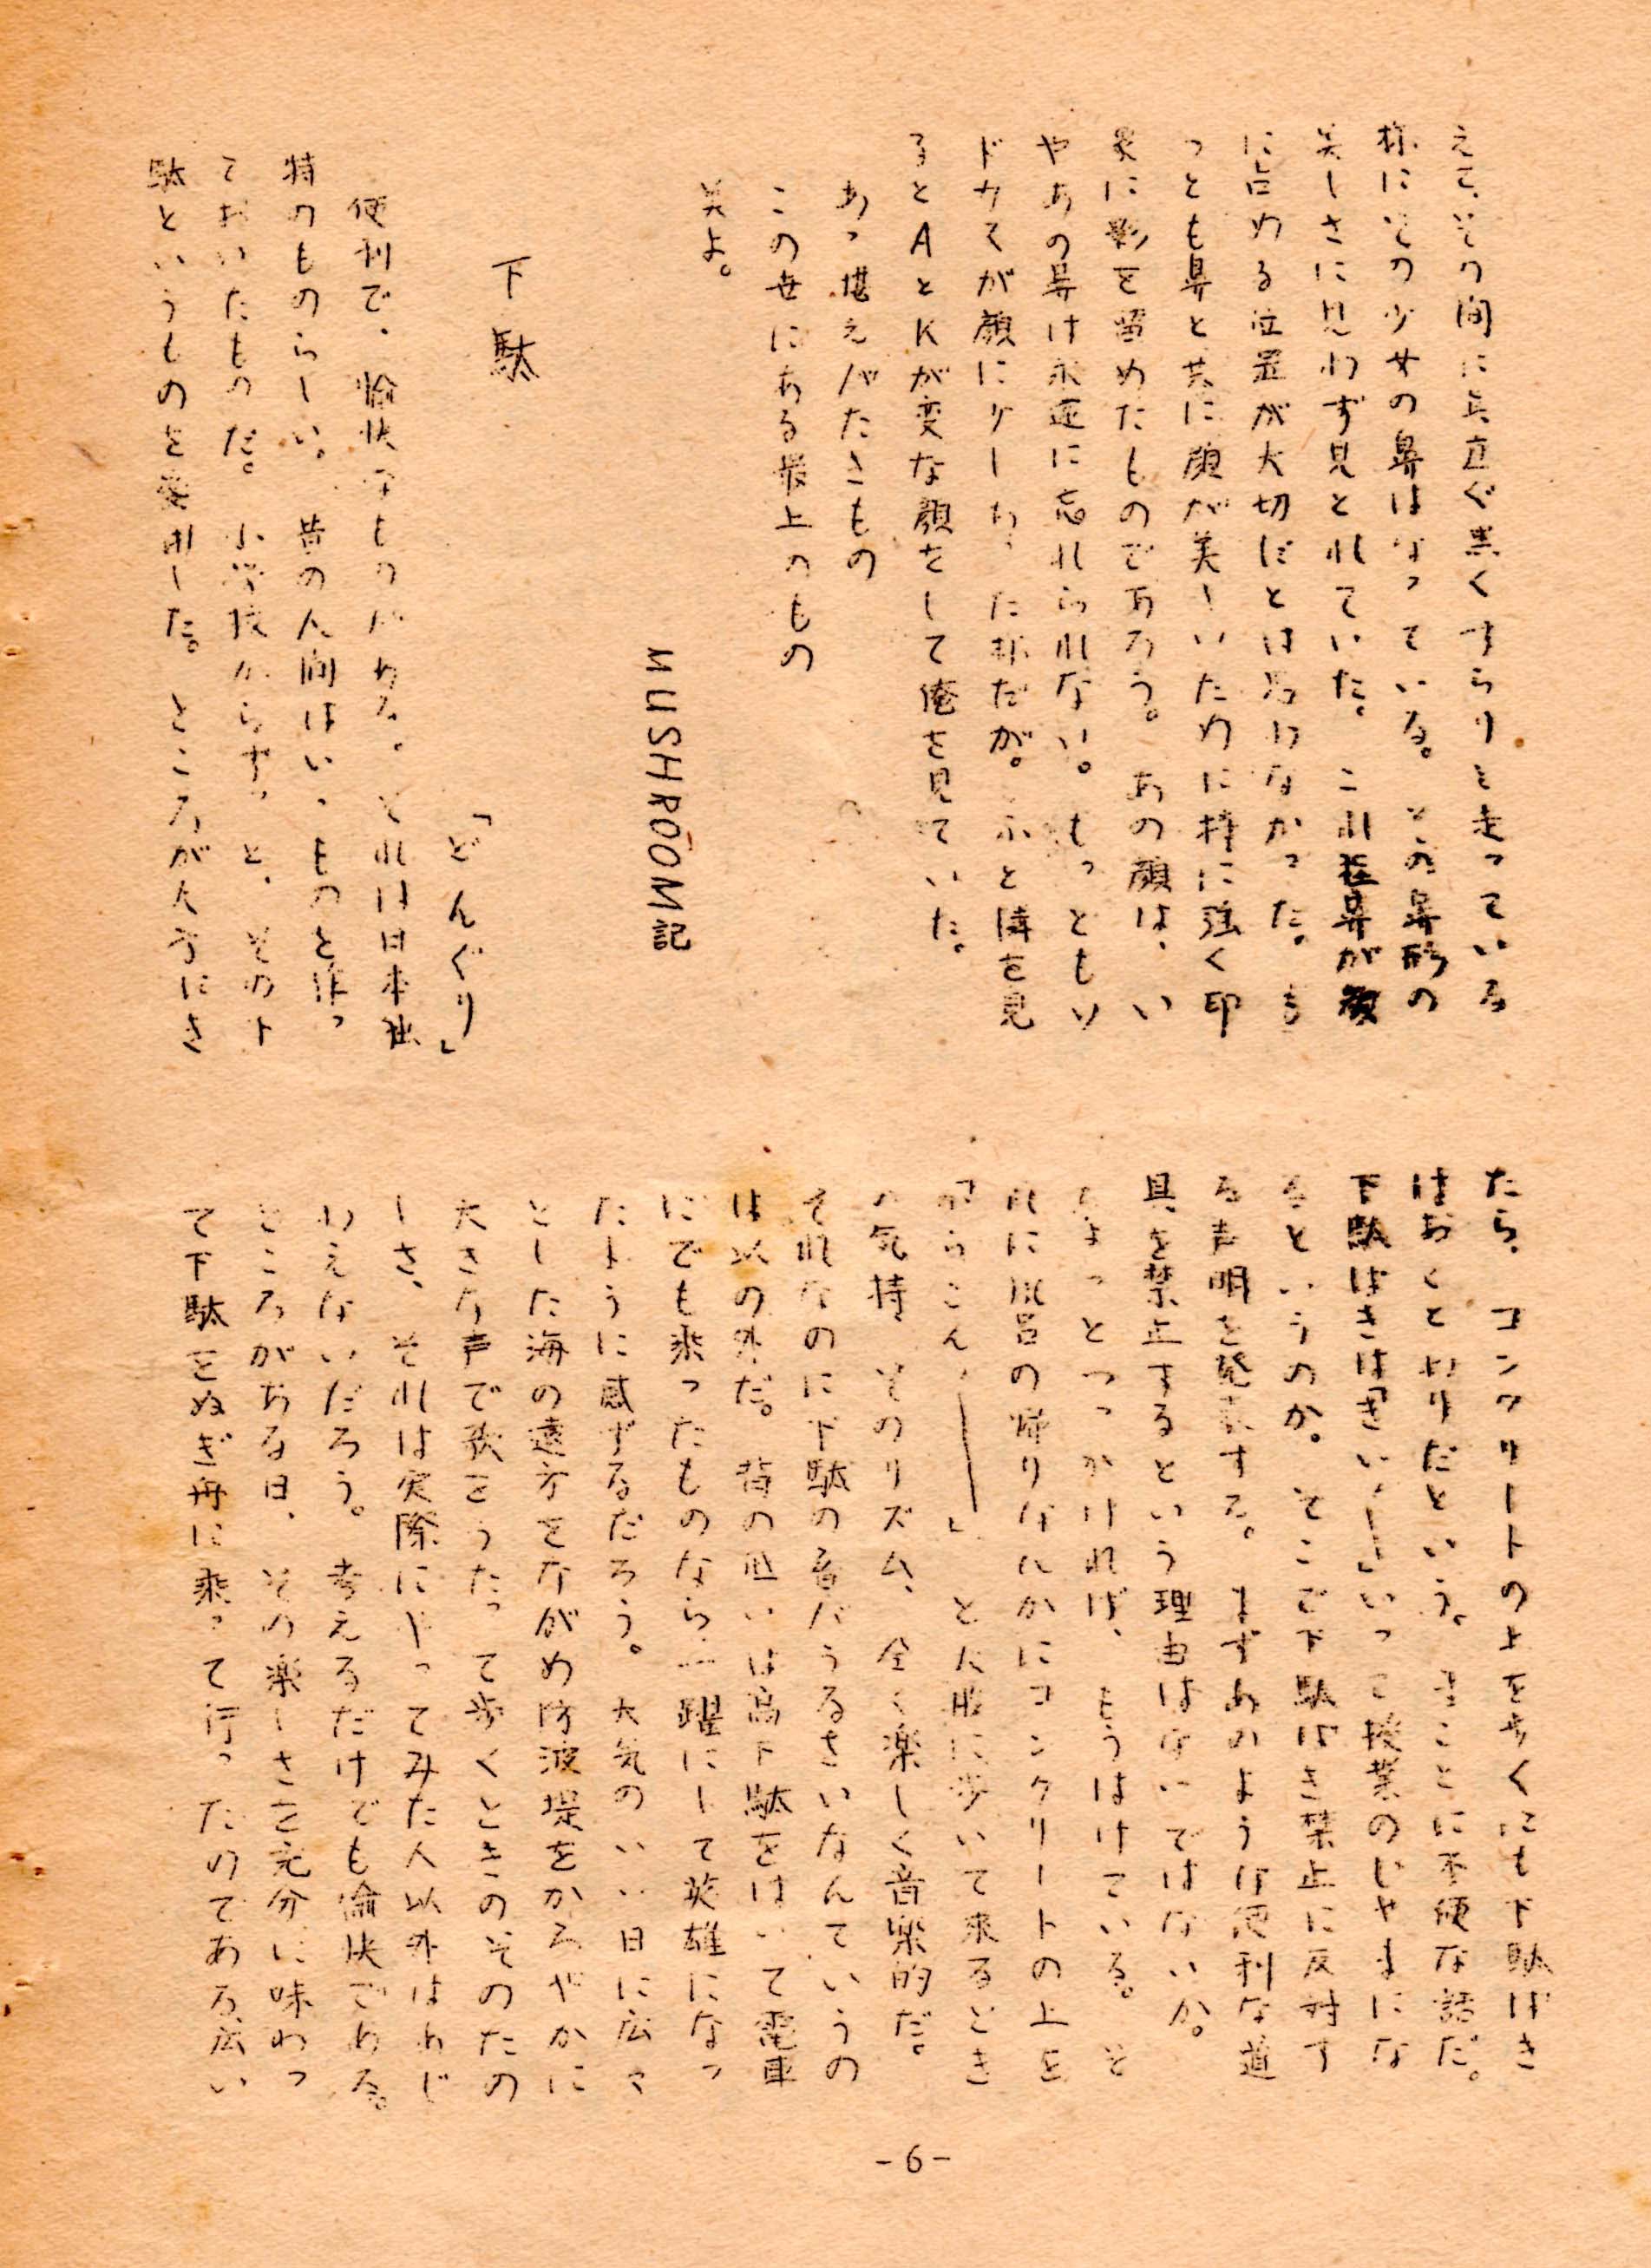 えて、その間に真直ぐ黒くすらりと走っている
様にその少女の鼻はなっている。その鼻形の
美しさに見わず見とれていた。これ程鼻が顔
に占める位置が大切だとは思わなかった。も
っとも鼻と共に顔が美しいために特に強く印
象に影を留めたものであろう。あの顔は、い
やあの鼻は永遠に忘れられない。もっともソ
ドウスが顔に少しあった様だが。ふと隣を見
るとAとKが変な顔をして俺を見ていた。
あっ堪えがたきもの
この世にある最上のもの
美よ。
MUSHROOM記
下駄
「どんぐり」
便利で、愉快なものがある。それは日本独
特のものらしい。昔の人間はいゝものを作っ
ておいたものだ。小学校からずっと、その下
駄というものを愛用した。ところが大学にき
たら、コンクリートの上を歩くにも下駄ばき
はおことわりだという。まことに不便な話だ。
下駄ばきは「きいゝ―」いって授業のじゃまにな
るというのか。そこで下駄ばき禁止に反対す
る声明を発表する。まずあのような便利な道
具を禁止するという理由はないではないか。
ちょっとつっかければ、もうはけている。そ
れに風呂の帰りなんかにコンクリートの上を
「からこんゝ――」と大股に歩いて来るとき
の気持 そのリズム、全く楽しく音楽的だ。
それなのに下駄の音がうるさいなんていうの
は以の外だ。背の低いは高下駄をはいて電車
にでも乗ったものなら一躍にして英雄になっ
たように感ずるだろう。大気のいい日に広々
とした海の遠方をながめ防波堤をかろやかに
大きな声で歌をうたって歩くときのそのたの
しさ、それは実際にやってみた人以外はわじ
わえないだろう。考えるだけでも愉快である。
ところがある日、その楽しさを充分に味わっ
て下駄をぬぎ舟に乗って行ったのであるが、広い
-6-